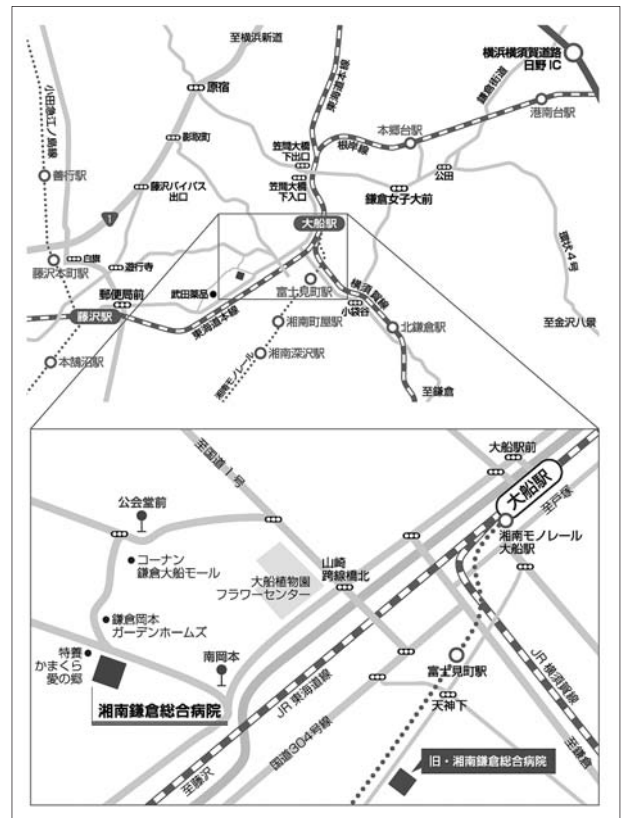 至横浜新道
横浜横須賀道路
日野IC
東海道本線
鎌倉街道
原宿
小田急江ノ島線
港南台駅
本郷台駅
影取町
笠間大橋
下出口
根岸線
善行駅
藤沢バイパス
出口
笠間大橋
下入口
公田
鎌倉女子大前
1
大船駅
環状4号
白旗
遊行寺
藤沢本町駅
郵便局前
武田薬品
富士見町駅
横須賀線
小袋谷
藤沢駅
東海道本線
湘南町屋駅
北鎌倉駅
至金沢八景
本鵠沼駅
湘南深沢駅
湘南モノレール
至鎌倉
至国道1号
大船駅前
大船駅
至戸塚
公会堂前
湘南モノレール
大船駅
コーナン
鎌倉大船モール
山崎
跨線橋北
大船植物園
フラワーセンター
鎌倉岡本
ガーデンホームズ
特養
かまくら
愛の郷
南岡本
富士見町駅
JR東海道線
JR横須賀線
湘南鎌倉総合病院
天神下
国道304号線
至鎌倉
至藤沢
旧・湘南鎌倉総合病院